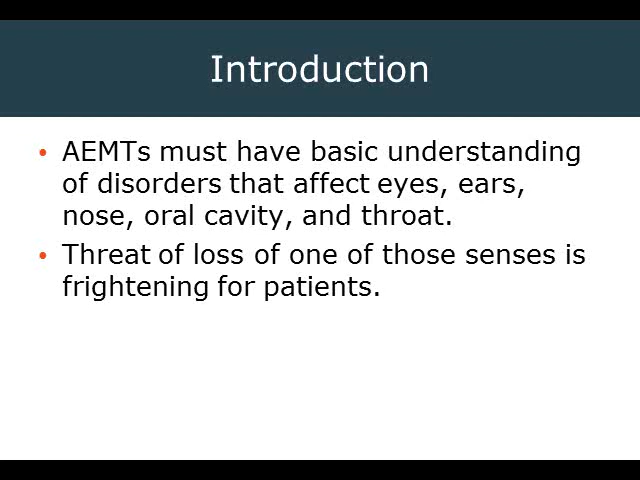 Introduction
• AEMTs must have basic understanding
of disorders that affect eyes, ears,
nose, oral cavity, and throat.
• Threat of loss of one of those senses is
frightening for patients.